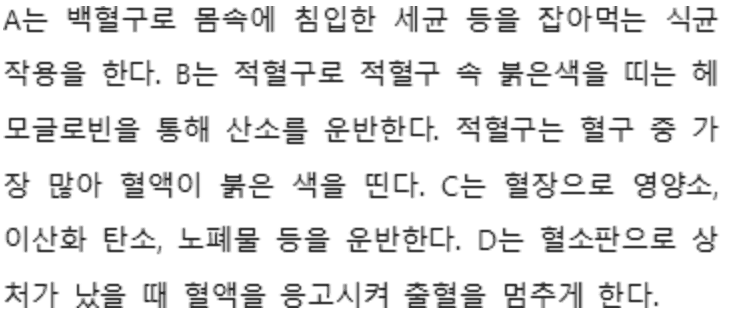 A는 백혈구로 몸속에 침입한 세균 등을 잡아먹는 식균
작용을 한다. B는 적혈구로 적혈구 속 붉은색을 띠는 헤
모글로빈을 통해 산소를 운반한다. 적혈구는 혈구 중 가
장 많아 혈액이 붉은 색을 띤다. C는 혈장으로 영양소,
이산화 탄소, 노폐물 등을 운반한다. D는 혈소판으로 상
처가 났을 때 혈액을 응고시켜 출혈을 멈추게 한다.